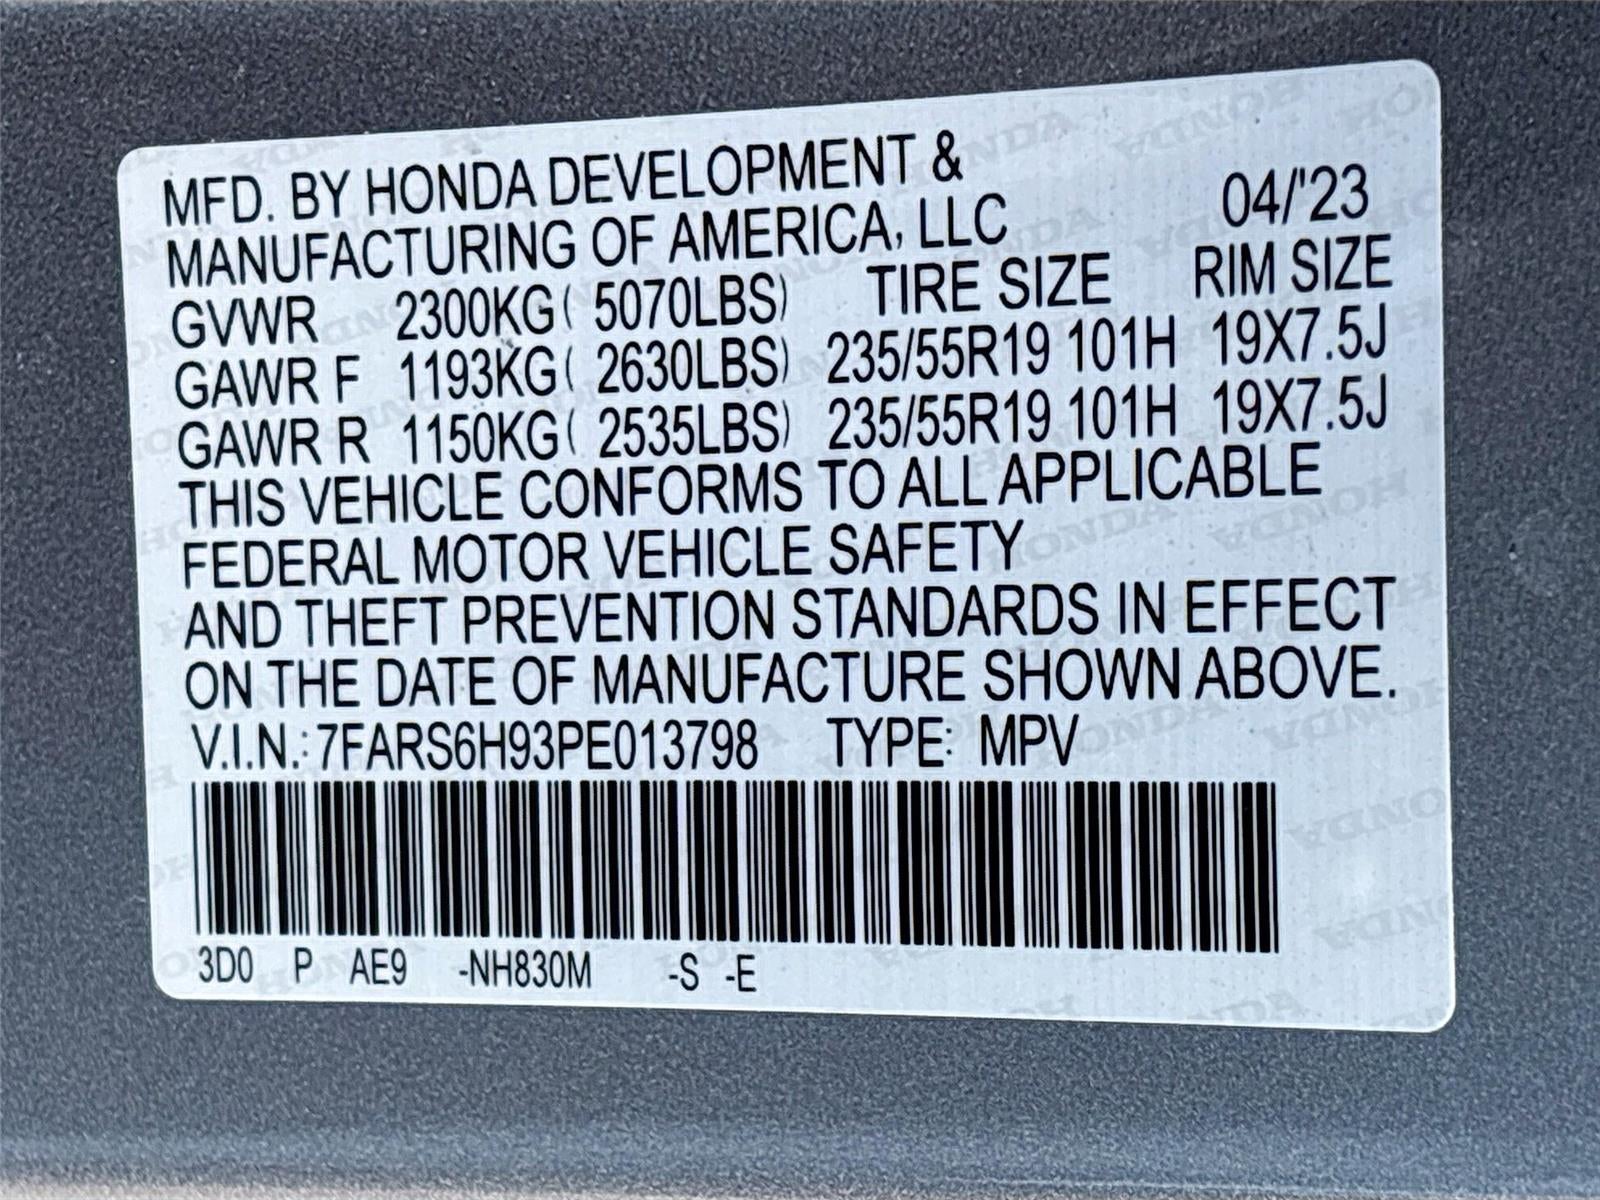 MFD. BY HONDA DEVELOPMENT &
MANUFACTURING OF AMERICA, LLC 04/'23
GVWR 2300KG( 5070LBS) TIRE SIZE RIM SIZE
GAWR F 1193KG( 2630LBS) 235/55R19 101H 19X7.5J
GAWR R 1150KG( 2535LBS) 235/55R19 101H 19X7.5J
THIS VEHICLE CONFORMS TO ALL APPLICABLE
FEDERAL MOTOR VEHICLE SAFETY
AND THEFT PREVENTION STANDARDS IN EFFECT
ON THE DATE OF MANUFACTURE SHOWN ABOVE.
V.I.N.: 7FARS6H93PE013798 TYPE: MPV
3D0 P AE9 -NH830M -S -E